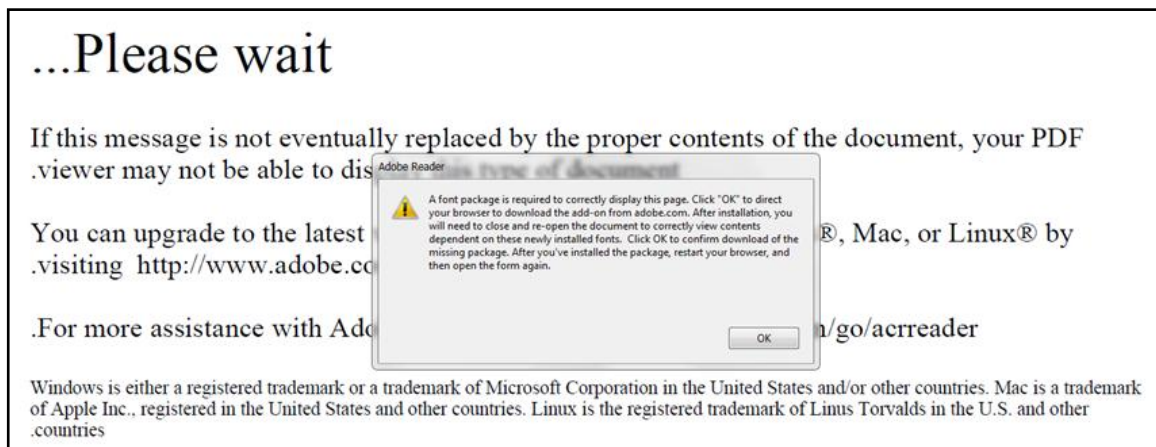 ...Please wait
If this message is not eventually replaced by the proper contents of the document, your PDF
.viewer may not be able to display this type of document
You can upgrade to the latest ®, Mac, or Linux® by
.visiting http://www.adobe.co
.For more assistance with Ado /go/acrreader
Windows is either a registered trademark or a trademark of Microsoft Corporation in the United States and/or other countries. Mac is a trademark
of Apple Inc., registered in the United States and other countries. Linux is the registered trademark of Linus Torvalds in the U.S. and other
.countries
Adobe Reader
A font package is required to correctly display this page. Click "OK" to direct
your browser to download the add-on from adobe.com. After installation, you
will need to close and re-open the document to correctly view contents
dependent on these newly installed fonts. Click OK to confirm download of the
missing package. After you've installed the package, restart your browser, and
then open the form again.
OK